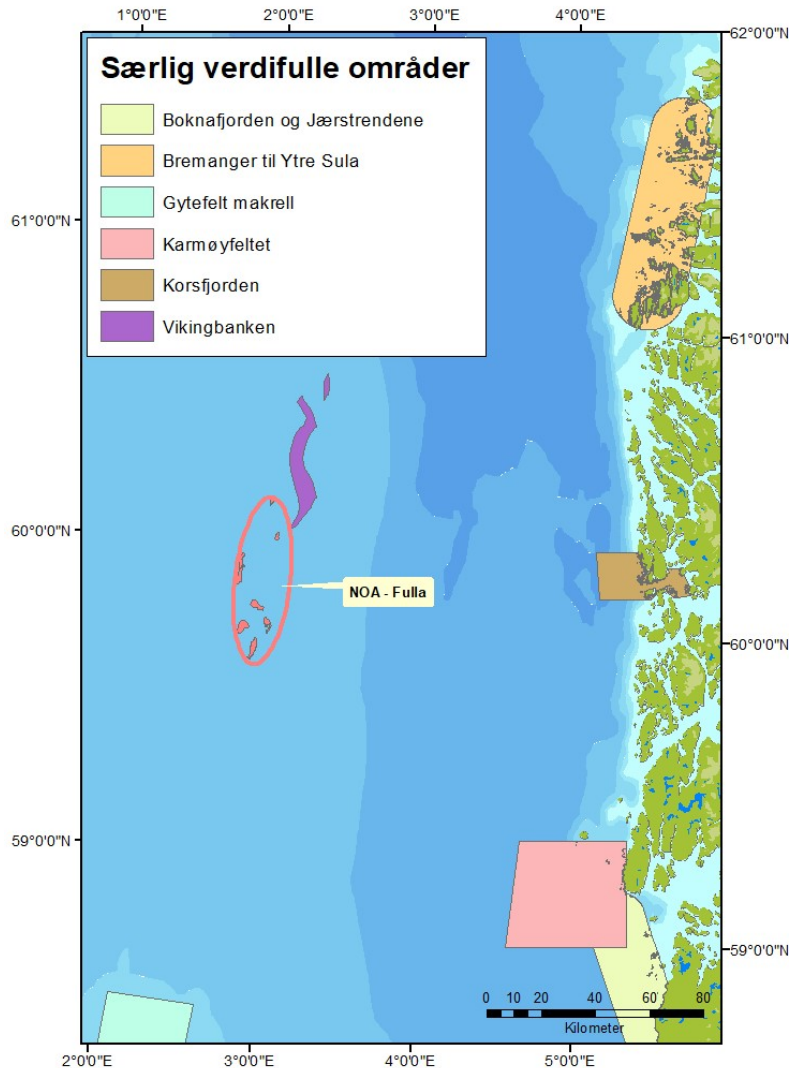 1°0'0"E 2°0'0"E 3°0'0"E 4°0'0"E
62°0'0"N
Særlig verdifulle områder
Boknafjorden og Jærstrendene
Bremanger til Ytre Sula
Gytefelt makrell
Karmøyfeltet
Korsfjorden
Vikingbanken
61°0'0"N
61°0'0"N
60°0'0"N
NOA - Fulla
60°0'0"N
59°0'0"N
59°0'0"N
0 10 20 40 60 80
Kilometer
2°0'0"E 3°0'0"E 4°0'0"E 5°0'0"E